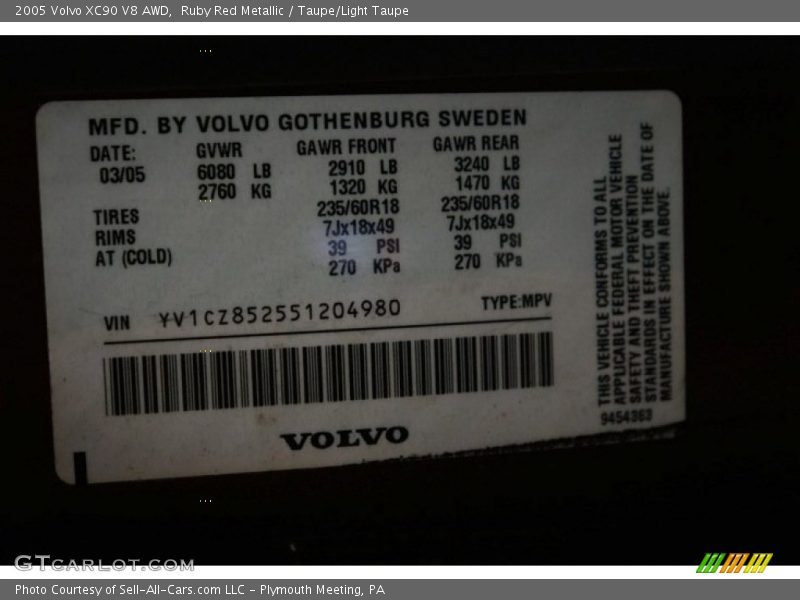 2005 Volvo XC90 V8 AWD,  Ruby Red Metallic / Taupe/Light Taupe
MFD. BY VOLVO GOTHENBURG SWEDEN
DATE: GVWR GAWR FRONT GAWR REAR
03/05 6080 LB 2910 LB 3240 LB
2760 KG 1320 KG 1470 KG
TIRES 235/60R18 235/60R18
RIMS 7Jx18x49 7Jx18x49
AT (COLD) 39 PSI 39 PSI
270 KPa 270 KPa
VIN YV1CZ852551204980 TYPE:MPV
VOLVO
THIS VEHICLE CONFORMS TO ALL
APPLICABLE FEDERAL MOTOR VEHICLE
SAFETY AND THEFT PREVENTION
STANDARDS IN EFFECT ON THE DATE OF
MANUFACTURE SHOWN ABOVE.
9454363
GTCARLOT.COM
Photo Courtesy of Sell-All-Cars.com LLC - Plymouth Meeting, PA